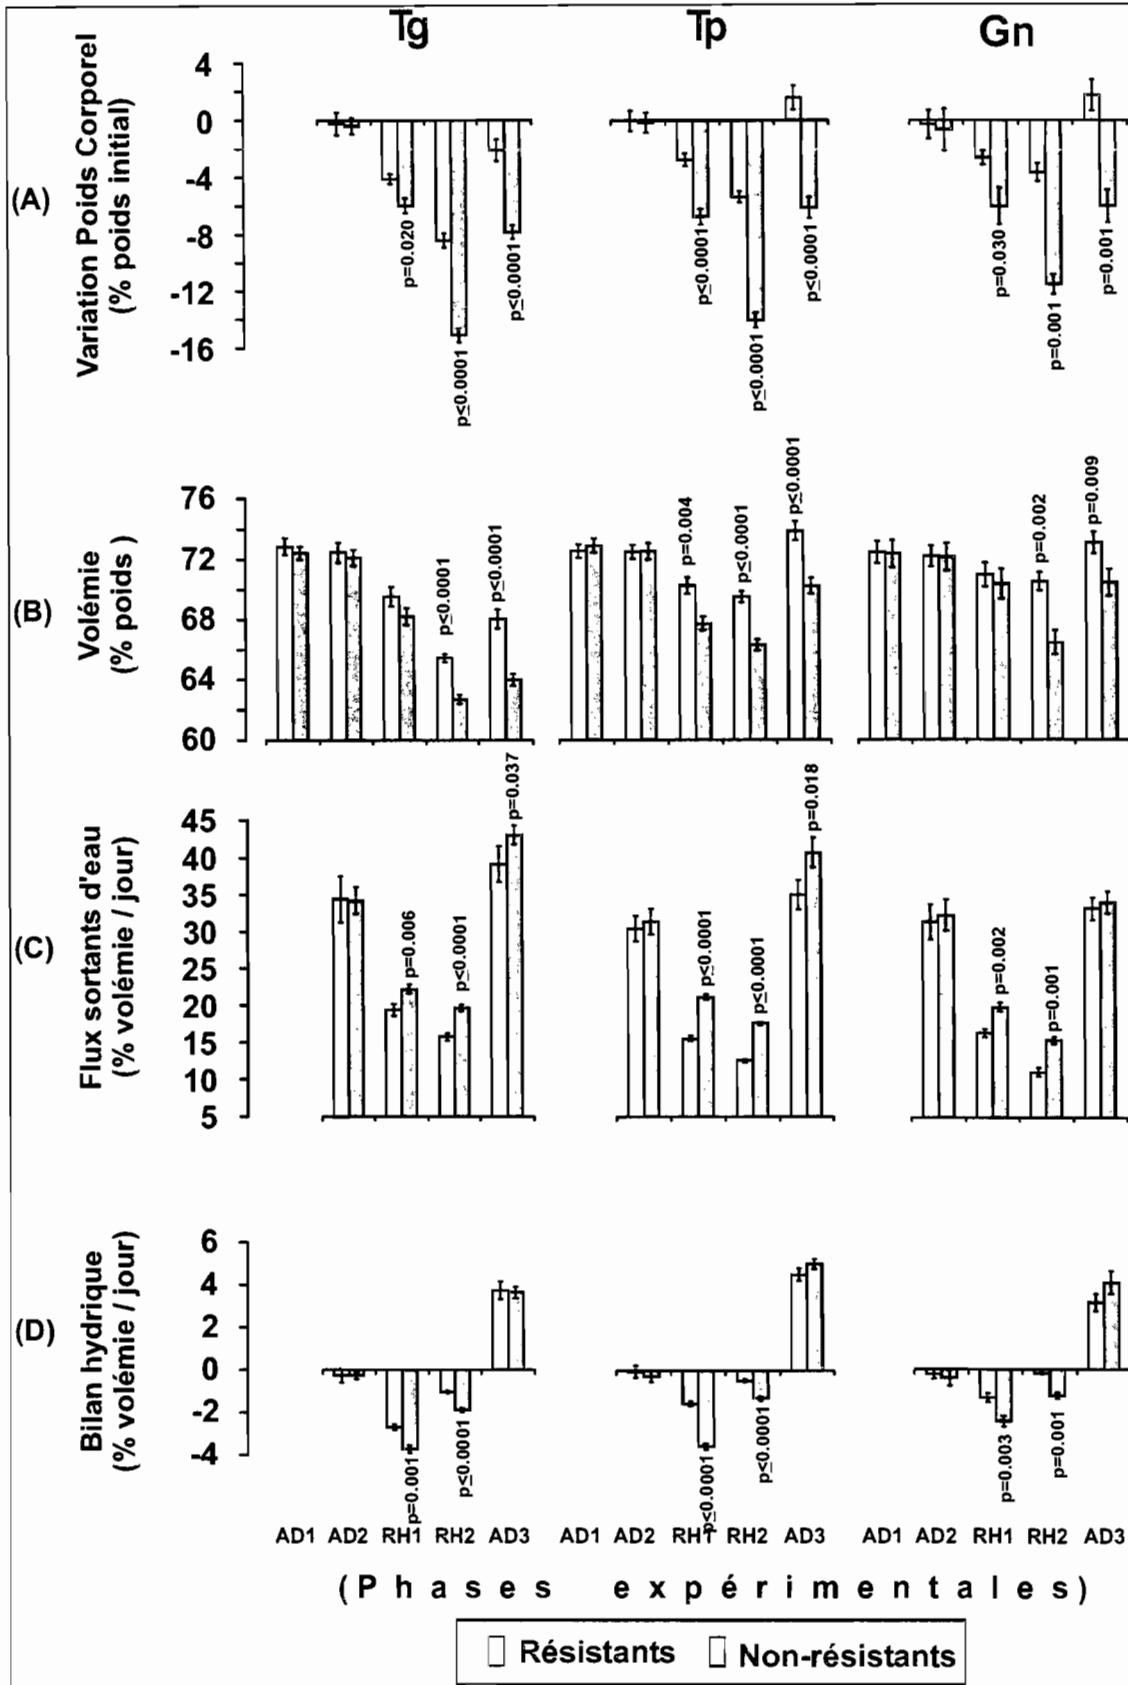 Tg Tp Gn
(A)
Variation Poids Corporel
(% poids initial)
4
0
-4
-8
-12
-16
p=0.020
p≤0.0001
p≤0.0001
p≤0.0001
p≤0.0001
p≤0.0001
p=0.030
p=0.001
p=0.001
(B)
Volémie
(% poids )
76
72
68
64
60
p≤0.0001
p≤0.0001
p=0.004
p≤0.0001
p≤0.0001
p=0.002
p=0.009
(C)
Flux sortants d'eau
(% volémie / jour)
45
40
35
30
25
20
15
10
5
p=0.006
p≤0.0001
p=0.037
p≤0.0001
p≤0.0001
p=0.018
p=0.002
p=0.001
(D)
Bilan hydrique
(% volémie / jour)
6
4
2
0
-2
-4
p=0.001
p≤0.0001
p≤0.0001
p≤0.0001
p=0.003
p=0.001
AD1 AD2 RH1 RH2 AD3 AD1 AD2 RH1 RH2 AD3 AD1 AD2 RH1 RH2 AD3
(Phases expérimentales)
Résistants Non-résistants